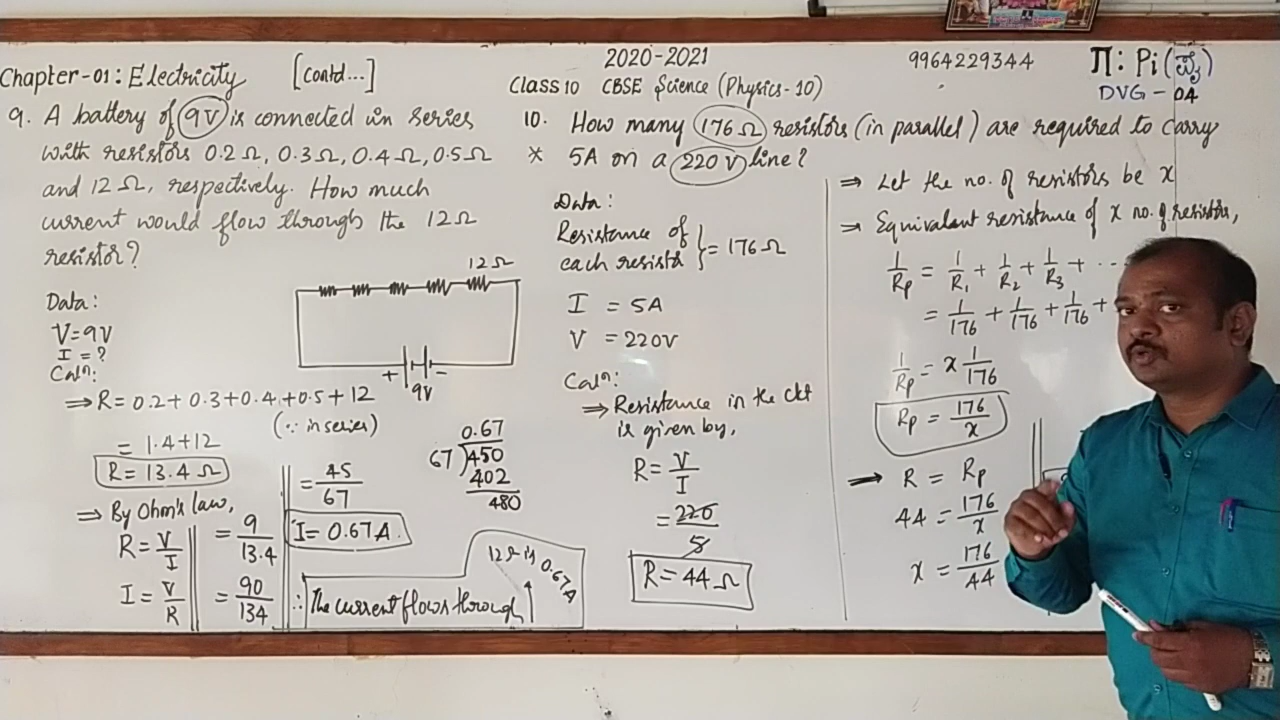 Chapter-01: Electricity [Contd...]
2020-2021
Class 10 CBSE Science (Physics-10)
9964229344
Π: Pi (ಪೈ)
DVG - 04
9. A battery of 9V is connected in series
with resistors 0.2 Ω, 0.3 Ω, 0.4 Ω, 0.5 Ω
and 12 Ω, respectively. How much
current would flow through the 12 Ω
resistor?
12 Ω
+ 9V -
Data:
V = 9V
I = ?
Calⁿ:
⇒ R = 0.2 + 0.3 + 0.4 + 0.5 + 12
(∵ in series)
= 1.4 + 12
R = 13.4 Ω
⇒ By Ohm's law,
R = V/I
I = V/R
= 9/13.4
= 90/134
= 45/67
I = 0.67A.
0.67
67 ) 450
402
480
∴ The current flows through
12 Ω is 0.67A
10. How many 176 Ω resistors (in parallel) are required to carry
× 5A on a 220 V line?
Data:
Resistance of
each resistor } = 176 Ω
I = 5A
V = 220V
Calⁿ:
⇒ Resistance in the ckt
is given by,
R = V/I
= 220/5
R = 44 Ω
⇒ Let the no. of resistors be x
⇒ Equivalent resistance of x no. of resistors,
1/Rp = 1/R₁ + 1/R₂ + 1/R₃ + ...
= 1/176 + 1/176 + 1/176 +
1/Rp = x 1/176
Rp = 176/x
⇒ R = Rp
44 = 176/x
x = 176/44